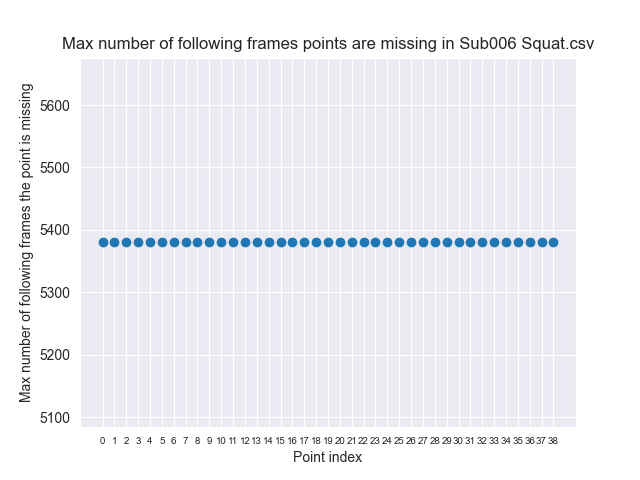 Max number of following frames points are missing in Sub006 Squat.csv
Max number of following frames the point is missing
5600
5500
5400
5300
5200
5100
0 1 2 3 4 5 6 7 8 9 10 11 12 13 14 15 16 17 18 19 20 21 22 23 24 25 26 27 28 29 30 31 32 33 34 35 36 37 38
Point index